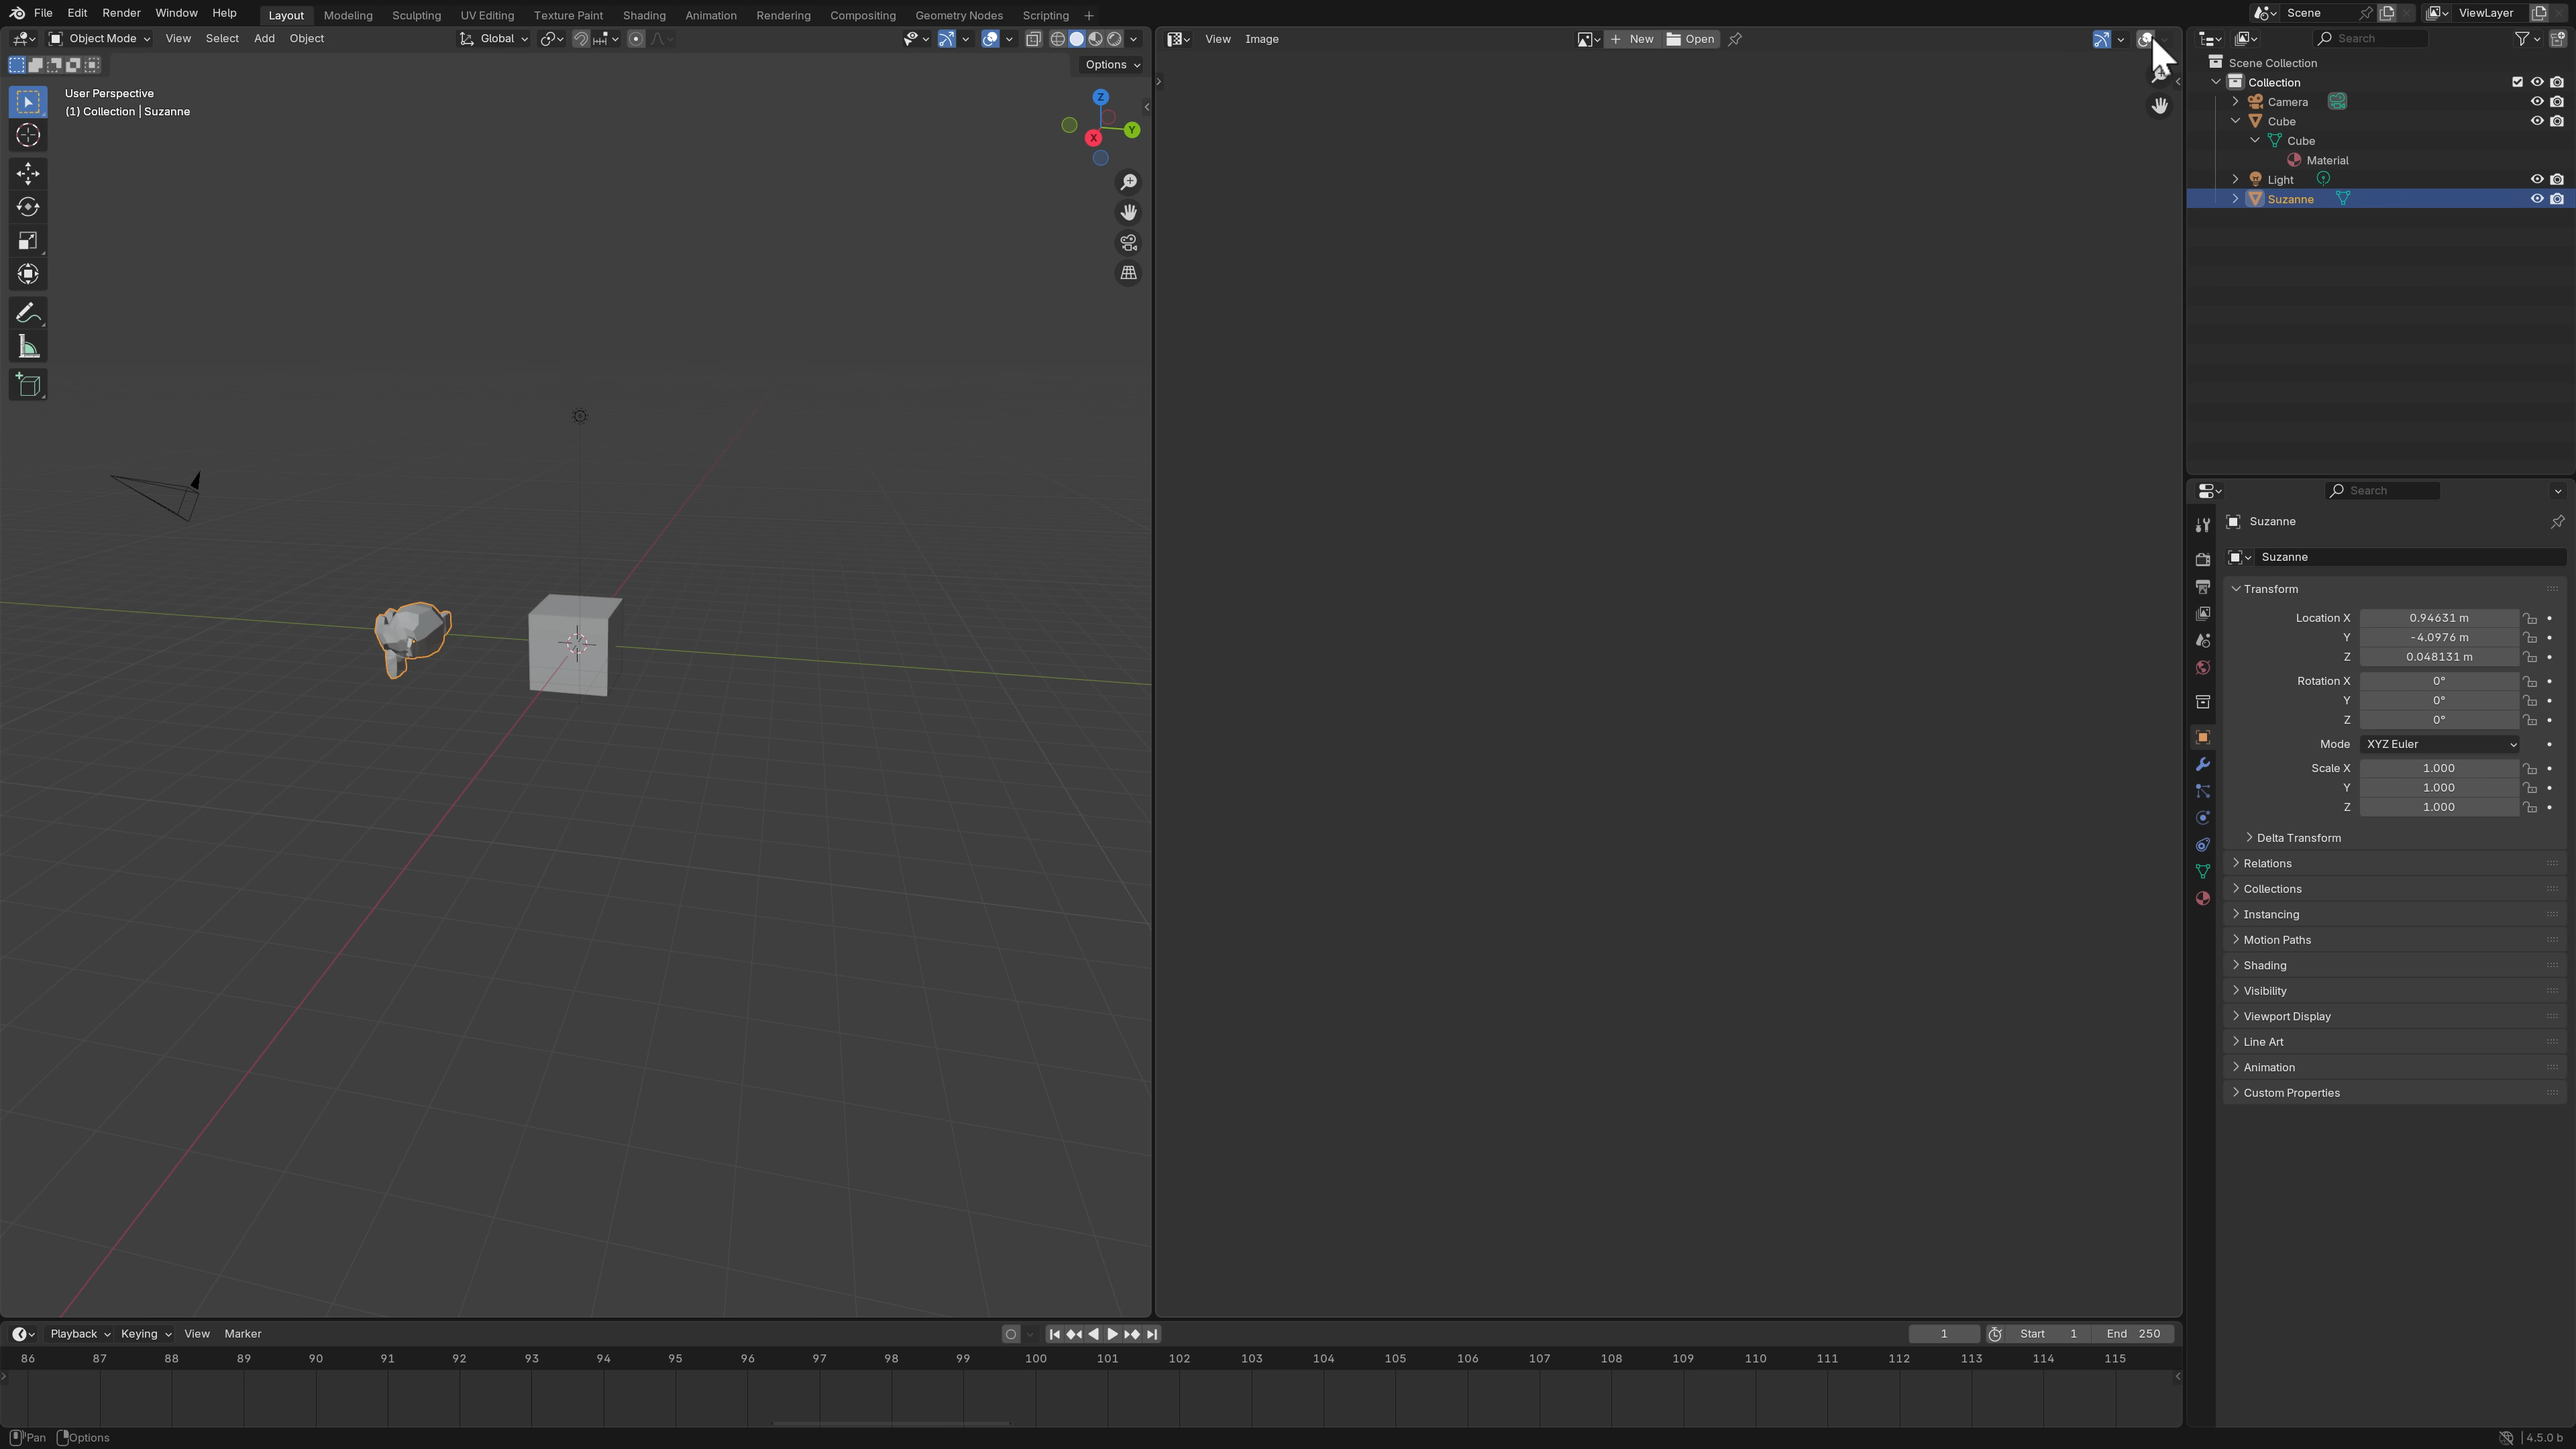 File Edit Render Window Help
Layout Modeling Sculpting UV Editing Texture Paint Shading Animation Rendering Compositing Geometry Nodes Scripting +
Scene
ViewLayer
Object Mode View Select Add Object
Global
View Image
New Open
Search
Options
User Perspective
(1) Collection | Suzanne
Z
Y
X
Scene Collection
Collection
Camera
Cube
Cube
Material
Light
Suzanne
Search
Suzanne
Suzanne
Transform
Location X 0.94631 m
Y -4.0976 m
Z 0.048131 m
Rotation X 0°
Y 0°
Z 0°
Mode XYZ Euler
Scale X 1.000
Y 1.000
Z 1.000
Delta Transform
Relations
Collections
Instancing
Motion Paths
Shading
Visibility
Viewport Display
Line Art
Animation
Custom Properties
Playback Keying View Marker
1 Start 1 End 250
86 87 88 89 90 91 92 93 94 95 96 97 98 99 100 101 102 103 104 105 106 107 108 109 110 111 112 113 114 115
Pan Options
| 4.5.0 b